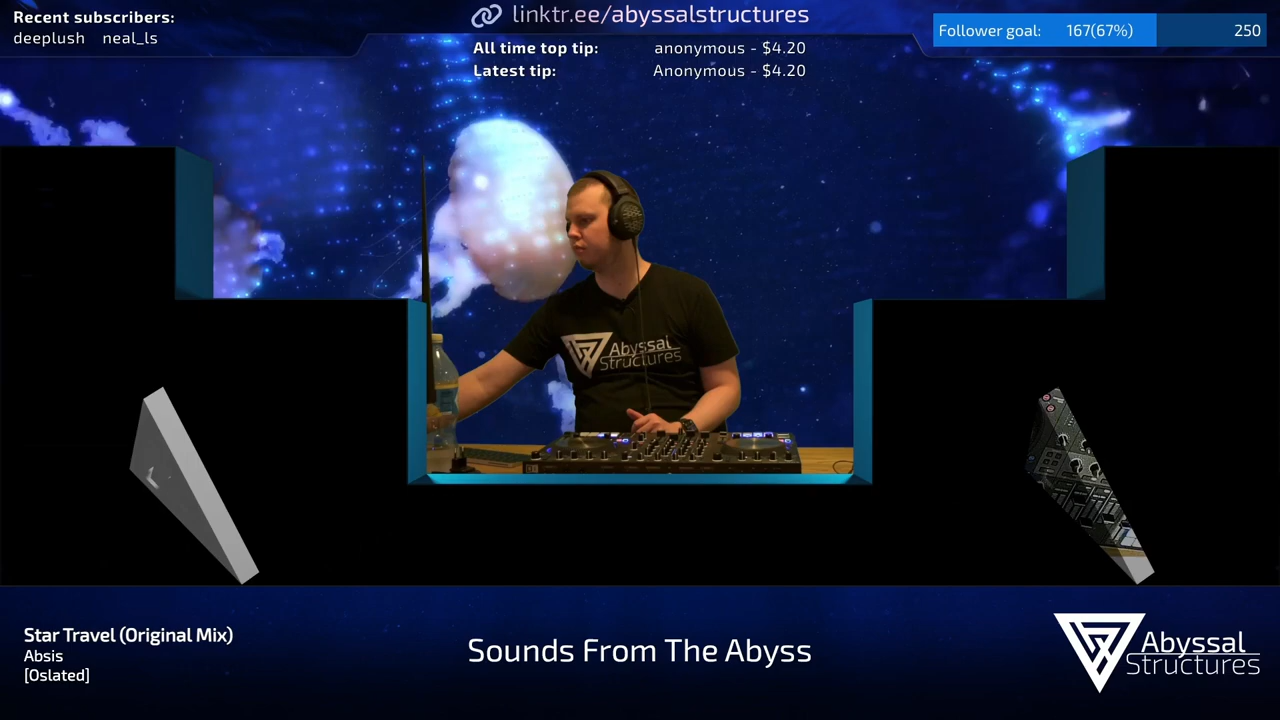 Recent subscribers:
deeplush neal_ls
linktr.ee/abyssalstructures
All time top tip: anonymous - $4.20
Latest tip: Anonymous - $4.20
Follower goal: 167(67%) 250
Abyssal
Structures
Star Travel (Original Mix)
Absis
[Oslated]
Sounds From The Abyss
Abyssal
Structures